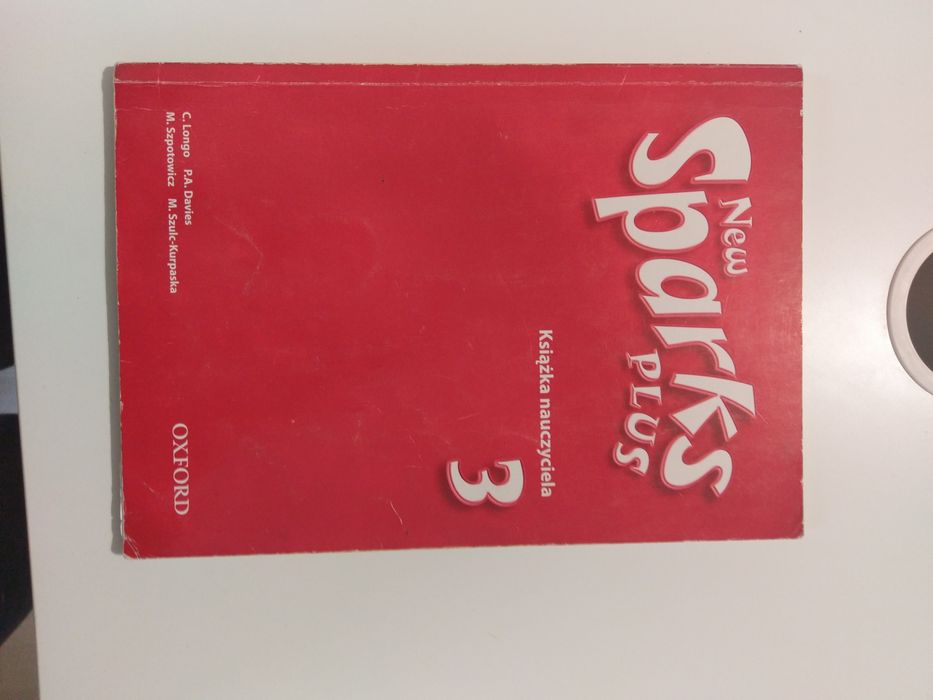 New
Sparks
PLUS
Książka nauczyciela
3
C. Longo P.A. Davies
M. Szpotowicz M. Szulc-Kurpaska
OXFORD